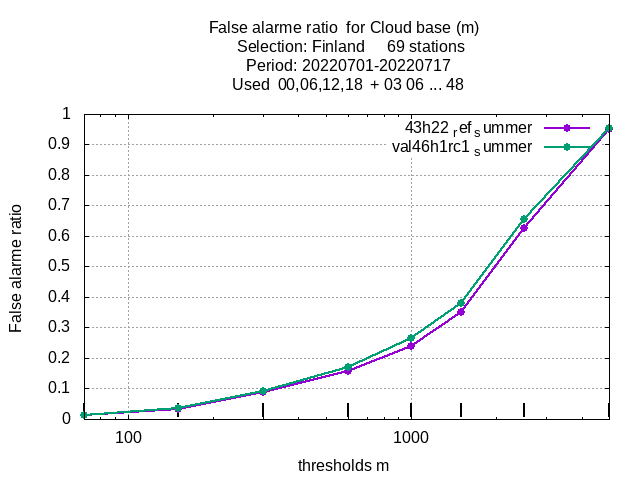 False alarme ratio  for Cloud base (m)
Selection: Finland     69 stations
Period: 20220701-20220717
Used  00,06,12,18  + 03 06 ... 48
43h22 ref summer
val46h1rc1 summer
1
0.9
0.8
0.7
0.6
0.5
0.4
0.3
0.2
0.1
0
False alarme ratio
100 1000
thresholds m